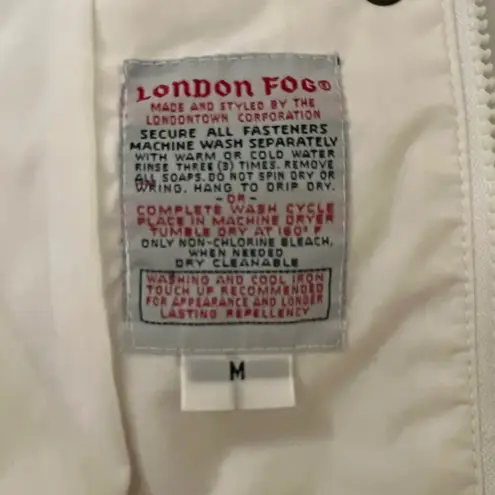 LONDON FOG®
MADE AND STYLED BY THE
LONDONTOWN CORPORATION
SECURE ALL FASTENERS
MACHINE WASH SEPARATELY
WITH WARM OR COLD WATER
RINSE THREE (3) TIMES. REMOVE
ALL SOAPS. DO NOT SPIN DRY OR
WRING, HANG TO DRIP DRY.
-OR-
COMPLETE WASH CYCLE
PLACE IN MACHINE DRYER
TUMBLE DRY AT 160° F
ONLY NON-CHLORINE BLEACH,
WHEN NEEDED
DRY CLEANABLE
WASHING AND COOL IRON
TOUCH UP RECOMMENDED
FOR APPEARANCE AND LONGER
LASTING REPELLENCY
M